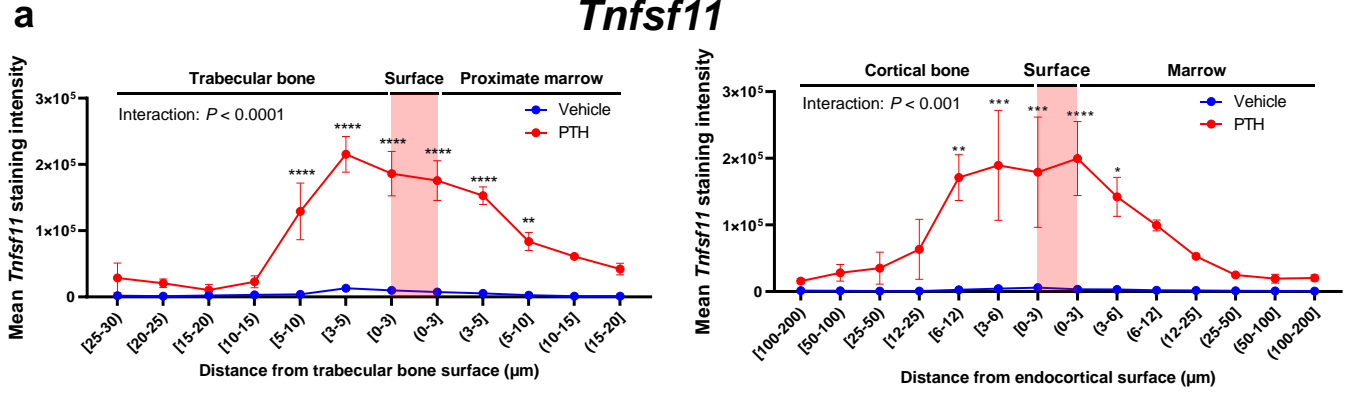 a
Tnfsf11
Trabecular bone
Surface
Proximate marrow
Interaction: P < 0.0001
Vehicle
PTH
Mean Tnfsf11 staining intensity
3×10⁵
2×10⁵
1×10⁵
0
****
****
****
****
****
**
[25-30)
[20-25)
[15-20)
[10-15)
[5-10)
[3-5)
[0-3)
(0-3]
(3-5]
(5-10]
(10-15]
(15-20]
Distance from trabecular bone surface (μm)
Cortical bone
Surface
Marrow
Interaction: P < 0.001
Vehicle
PTH
Mean Tnfsf11 staining intensity
3×10⁵
2×10⁵
1×10⁵
0
**
***
***
****
*
[100-200)
[50-100)
[25-50)
[12-25)
[6-12)
[3-6)
[0-3)
(0-3]
(3-6]
(6-12]
(12-25]
(25-50]
(50-100]
(100-200]
Distance from endocortical surface (μm)